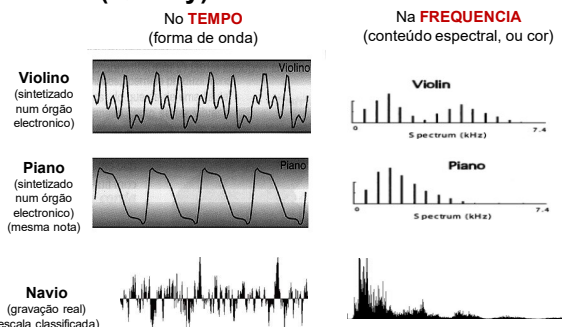 No TEMPO
(forma de onda)
Na FREQUENCIA
(conteúdo espectral, ou cor)
Violino
(sintetizado
num órgão
electronico)
Violino
Violin
0
Spectrum (kHz)
7.4
Piano
(sintetizado
num órgão
electronico)
(mesma nota)
Piano
Piano
0
Spectrum (kHz)
7.4
Navio
(gravação real)
escala classificada)